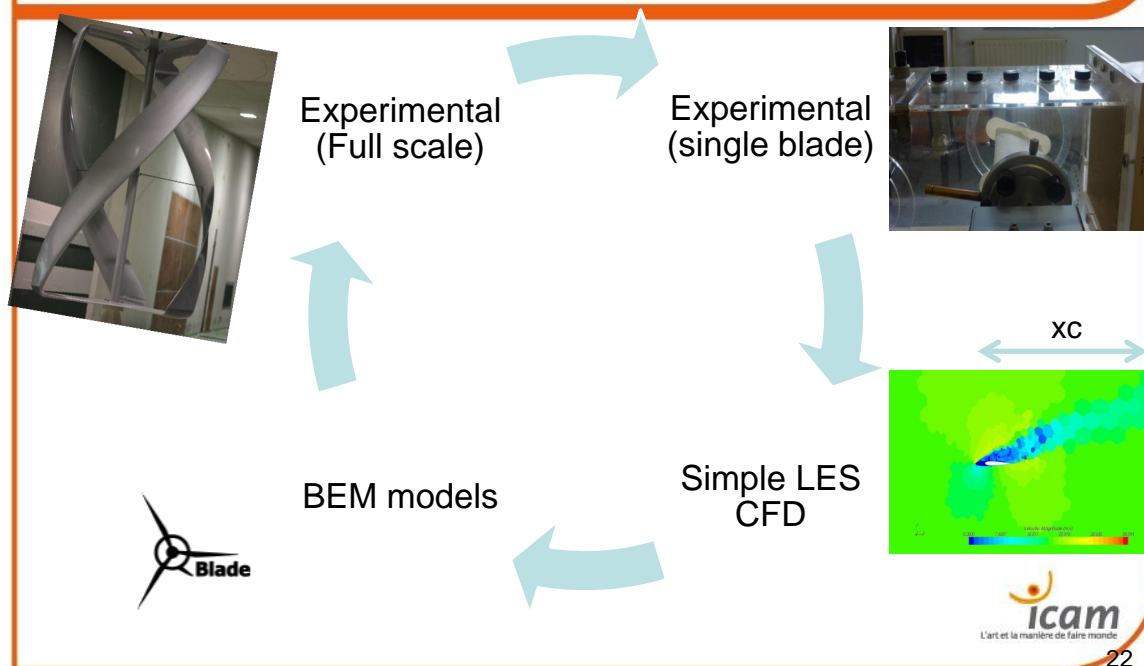 Experimental
(Full scale)
Experimental
(single blade)
xc
BEM models
Simple LES
CFD
Blade
icam
L'art et la manière de faire monde
22